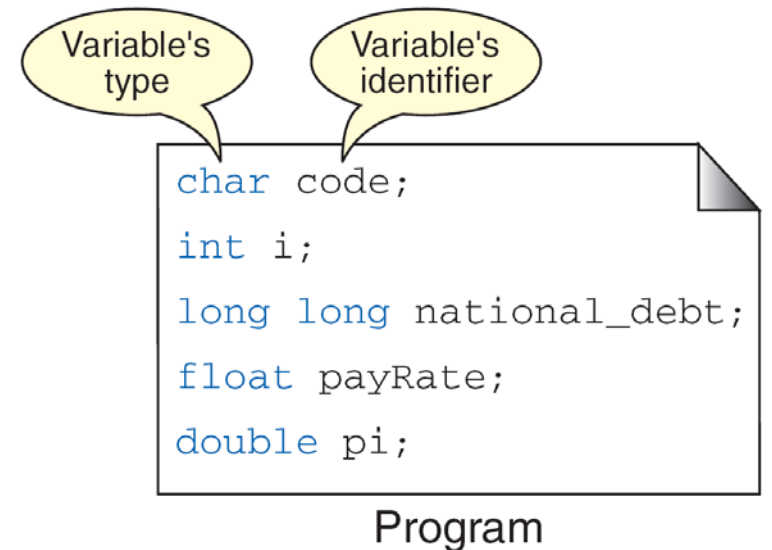 Variable's
type
Variable's
identifier
char code;
int i;
long long national_debt;
float payRate;
double pi;
Program